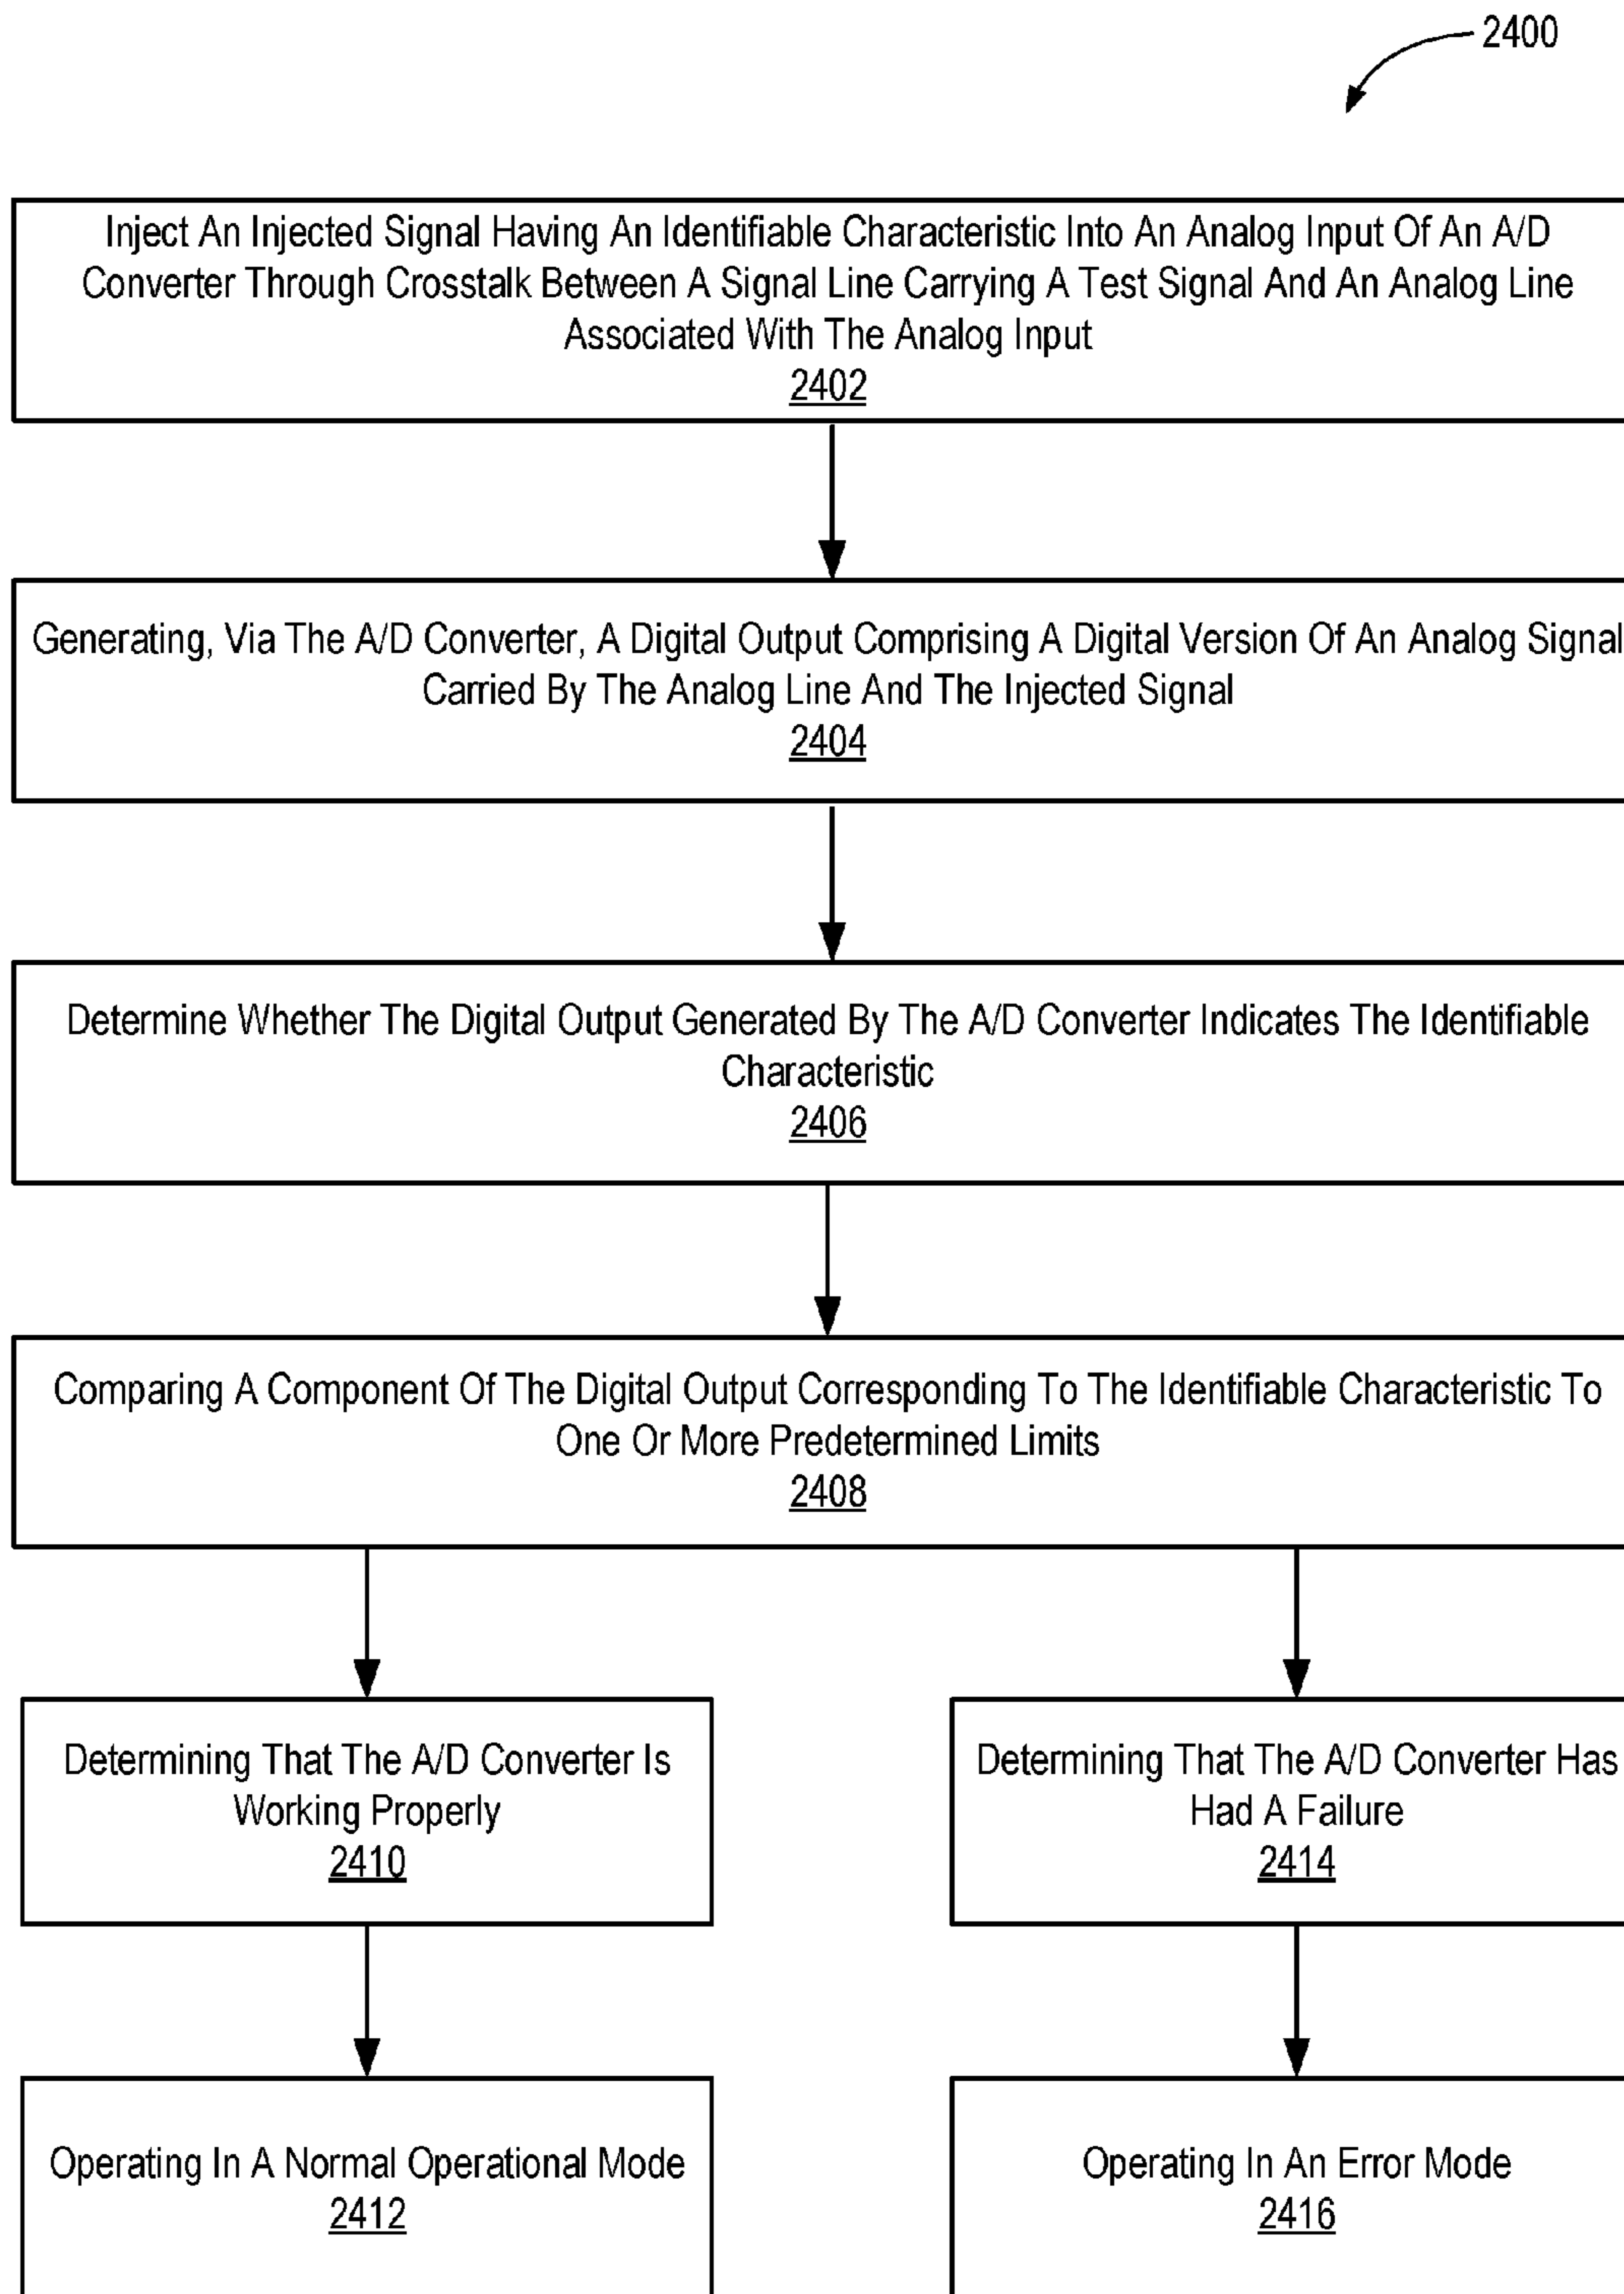 2400
Inject An Injected Signal Having An Identifiable Characteristic Into An Analog Input Of An A/D
Converter Through Crosstalk Between A Signal Line Carrying A Test Signal And An Analog Line
Associated With The Analog Input
2402
Generating, Via The A/D Converter, A Digital Output Comprising A Digital Version Of An Analog Signal
Carried By The Analog Line And The Injected Signal
2404
Determine Whether The Digital Output Generated By The A/D Converter Indicates The Identifiable
Characteristic
2406
Comparing A Component Of The Digital Output Corresponding To The Identifiable Characteristic To
One Or More Predetermined Limits
2408
Determining That The A/D Converter Is
Working Properly
2410
Determining That The A/D Converter Has
Had A Failure
2414
Operating In A Normal Operational Mode
2412
Operating In An Error Mode
2416